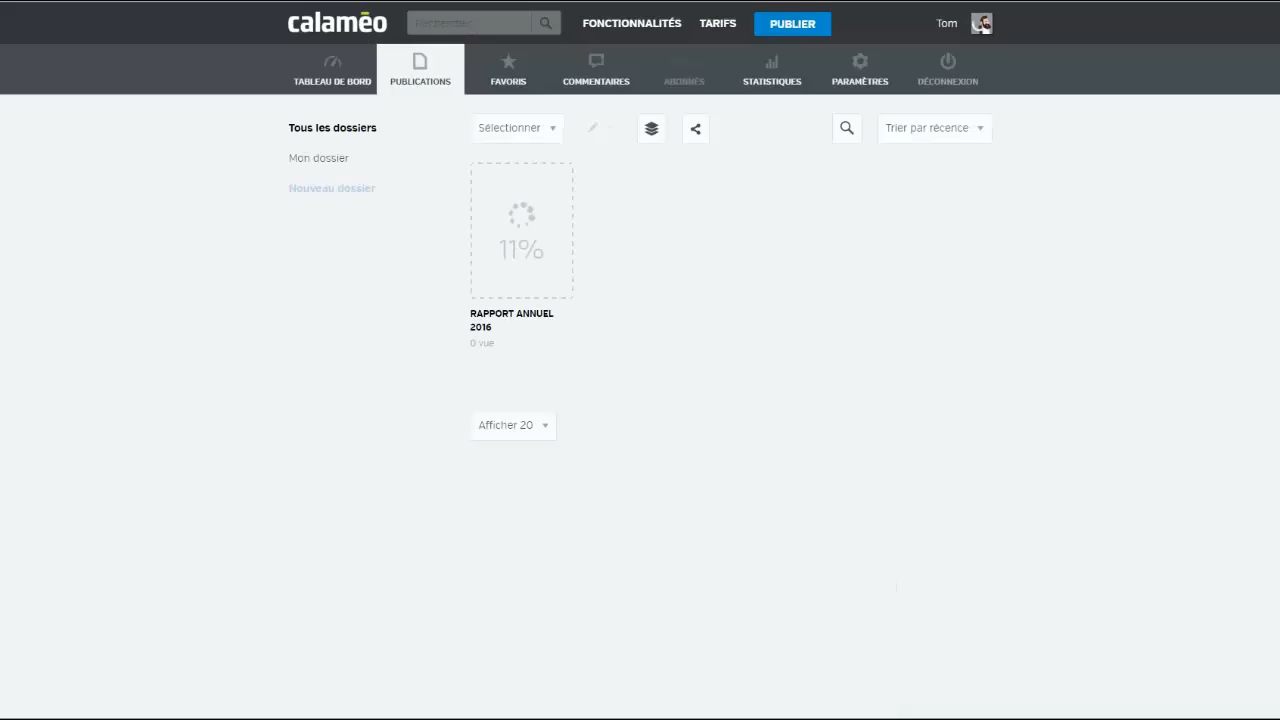 calaméo
Rechercher
FONCTIONNALITÉS
TARIFS
PUBLIER
Tom
TABLEAU DE BORD
PUBLICATIONS
FAVORIS
COMMENTAIRES
ABONNÉS
STATISTIQUES
PARAMÈTRES
DÉCONNEXION
Tous les dossiers
Mon dossier
Nouveau dossier
Sélectionner
Trier par récence
11%
RAPPORT ANNUEL
2016
0 vue
Afficher 20